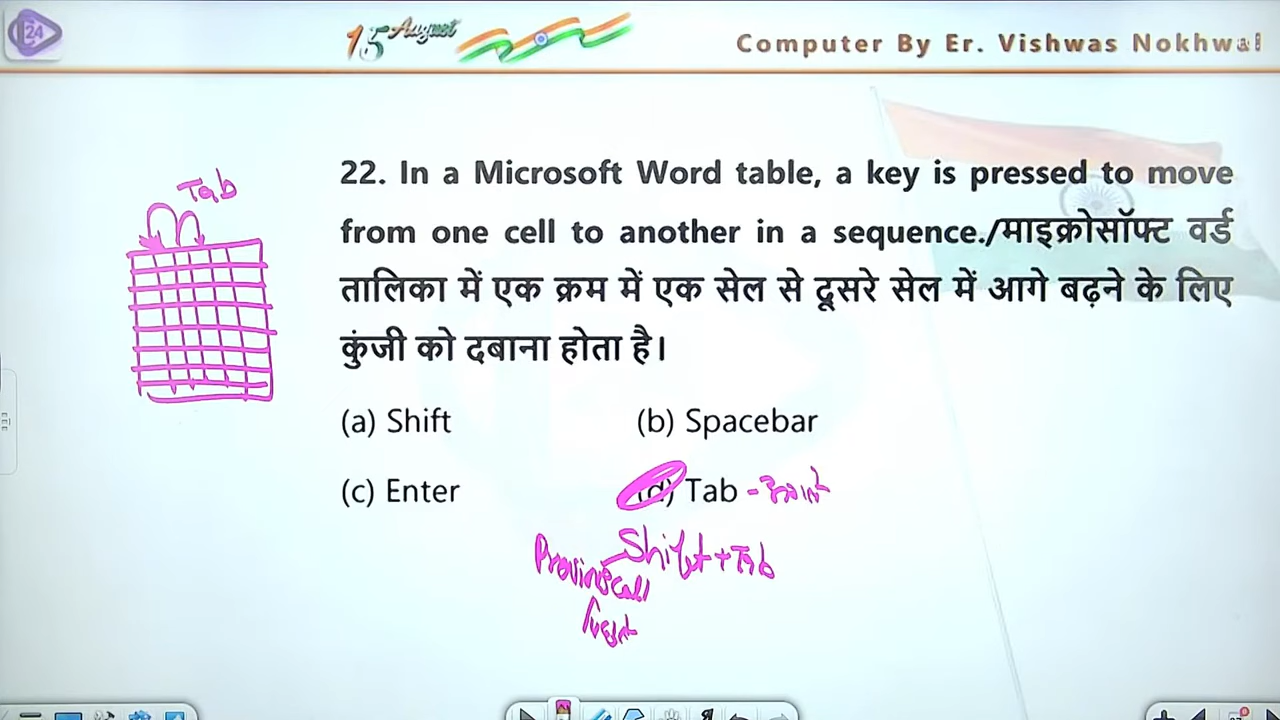 24
15 August
Computer By Er. Vishwas Nokhwal
Tab
22. In a Microsoft Word table, a key is pressed to move
from one cell to another in a sequence./माइक्रोसॉफ्ट वर्ड
तालिका में एक क्रम में एक सेल से दूसरे सेल में आगे बढ़ने के लिए
कुंजी को दबाना होता है।
(a) Shift (b) Spacebar
(c) Enter (d) Tab -
Shift + Tab